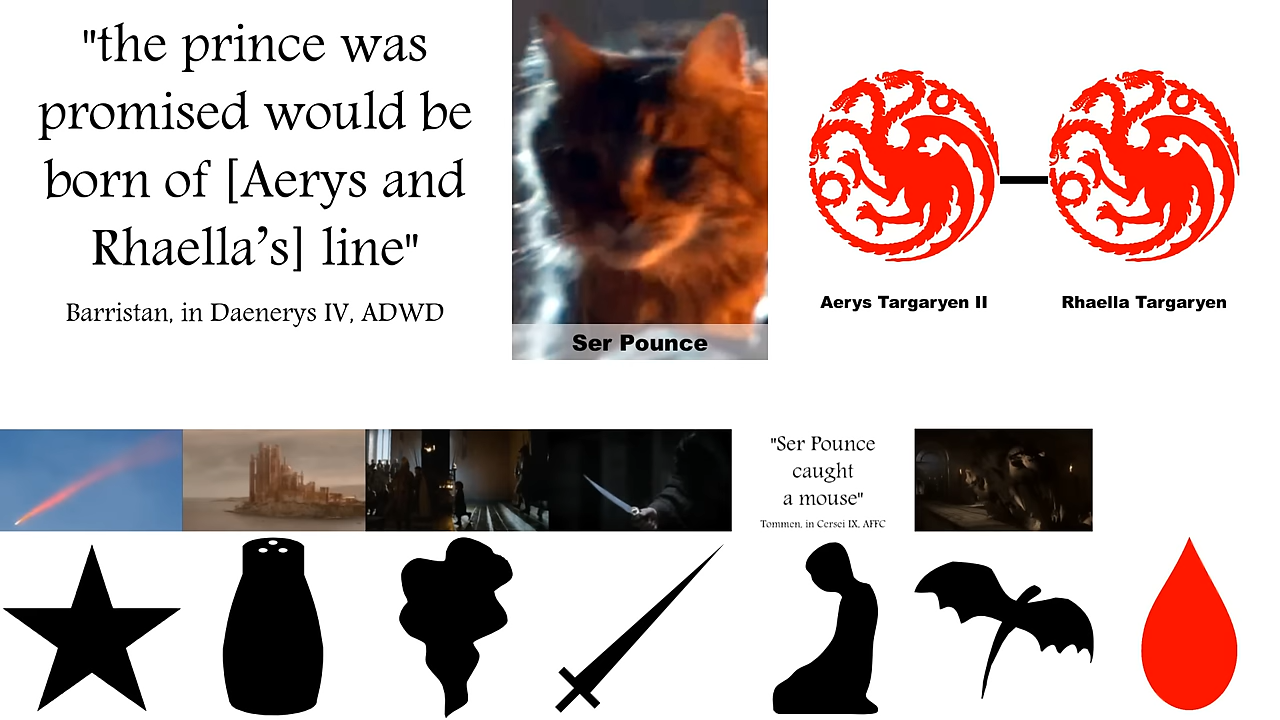 "the prince was
promised would be
born of [Aerys and
Rhaella's] line"
Barristan, in Daenerys IV, ADWD
Ser Pounce
Aerys Targaryen II
Rhaella Targaryen
"Ser Pounce
caught
a mouse"
Tommen, in Cersei IX, AFFC